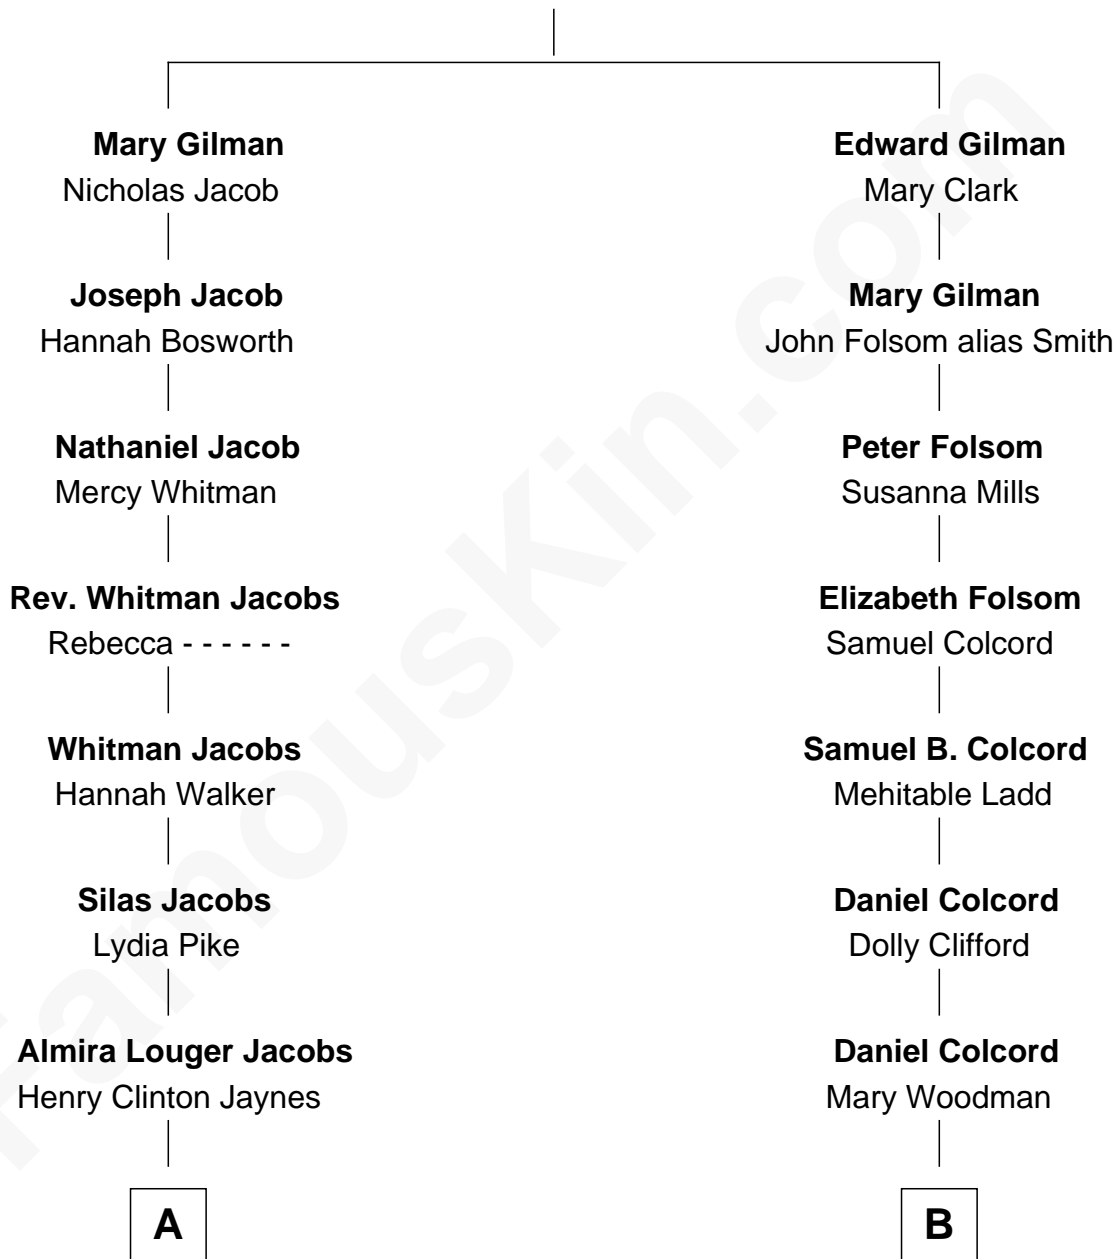 Mary Gilman
Nicholas Jacob
Joseph Jacob
Hannah Bosworth
Nathaniel Jacob
Mercy Whitman
Rev. Whitman Jacobs
Rebecca - - - - - -
Whitman Jacobs
Hannah Walker
Silas Jacobs
Lydia Pike
Almira Louger Jacobs
Henry Clinton Jaynes
A
Edward Gilman
Mary Clark
Mary Gilman
John Folsom alias Smith
Peter Folsom
Susanna Mills
Elizabeth Folsom
Samuel Colcord
Samuel B. Colcord
Mehitable Ladd
Daniel Colcord
Dolly Clifford
Daniel Colcord
Mary Woodman
B
FamousKin.com